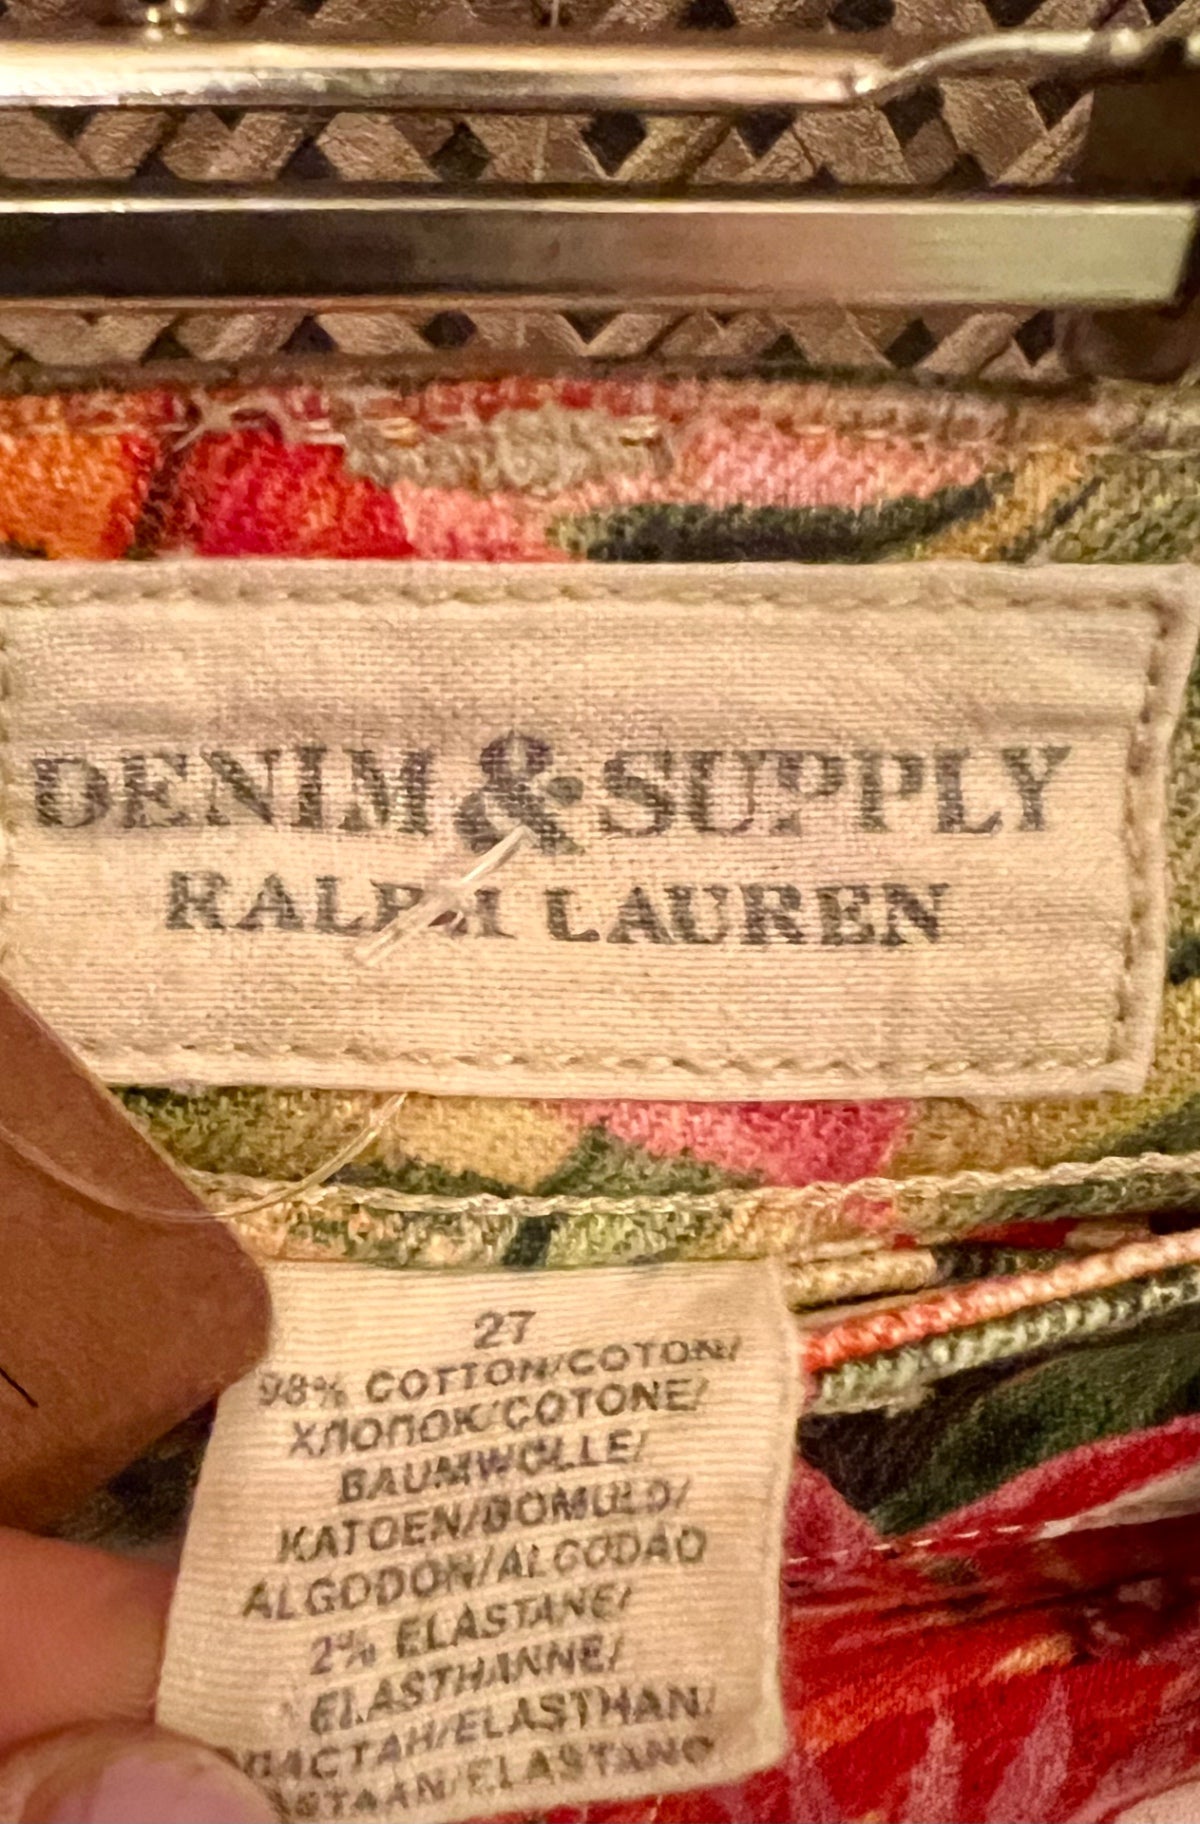 DENIM & SUPPLY
RALPH LAUREN
27
98% COTTON/COTON/
ХЛОПОК/COTONE/
BAUMWOLLE/
KATOEN/BOMULD/
ALGODON/ALGODAO
2% ELASTANE/
ELASTHANNE/
ЭЛАСТАН/ELASTHAN/
ELASTAAN/ELASTANO